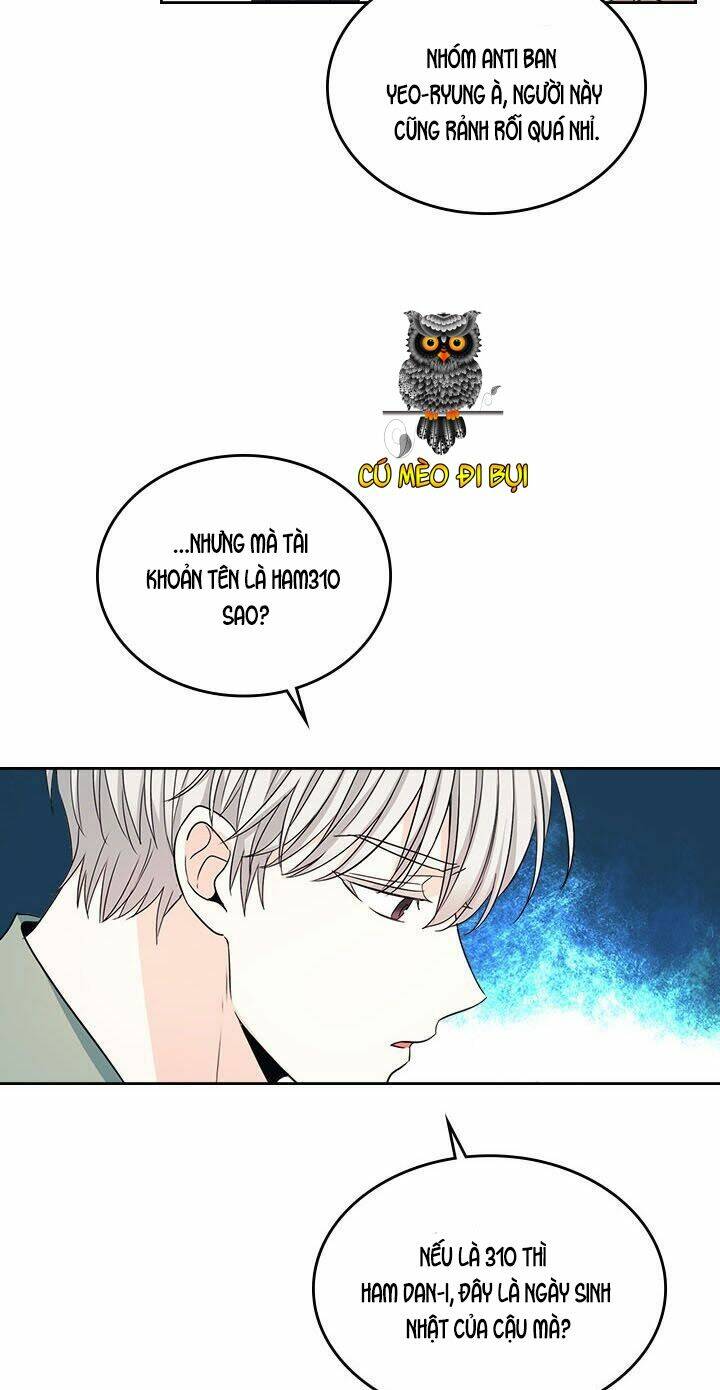 NHÓM ANTI BAN
YEO-RYUNG À, NGƯỜI NÀY
CŨNG RẢNH RỖI QUÁ NHỈ.
CÚ MÈO ĐI BỤI
...NHƯNG MÀ TÀI
KHOẢN TÊN LÀ HAM310
SAO?
NẾU LÀ 310 THÌ
HAM DAN-I, ĐÂY LÀ NGÀY SINH
NHẬT CỦA CẬU MÀ?